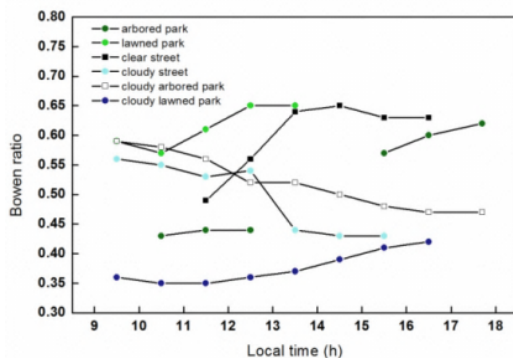 0.80
0.75
0.70
0.65
0.60
0.55
0.50
0.45
0.40
0.35
0.30
Bowen ratio
arbored park
lawned park
clear street
cloudy street
cloudy arbored park
cloudy lawned park
9 10 11 12 13 14 15 16 17 18
Local time (h)